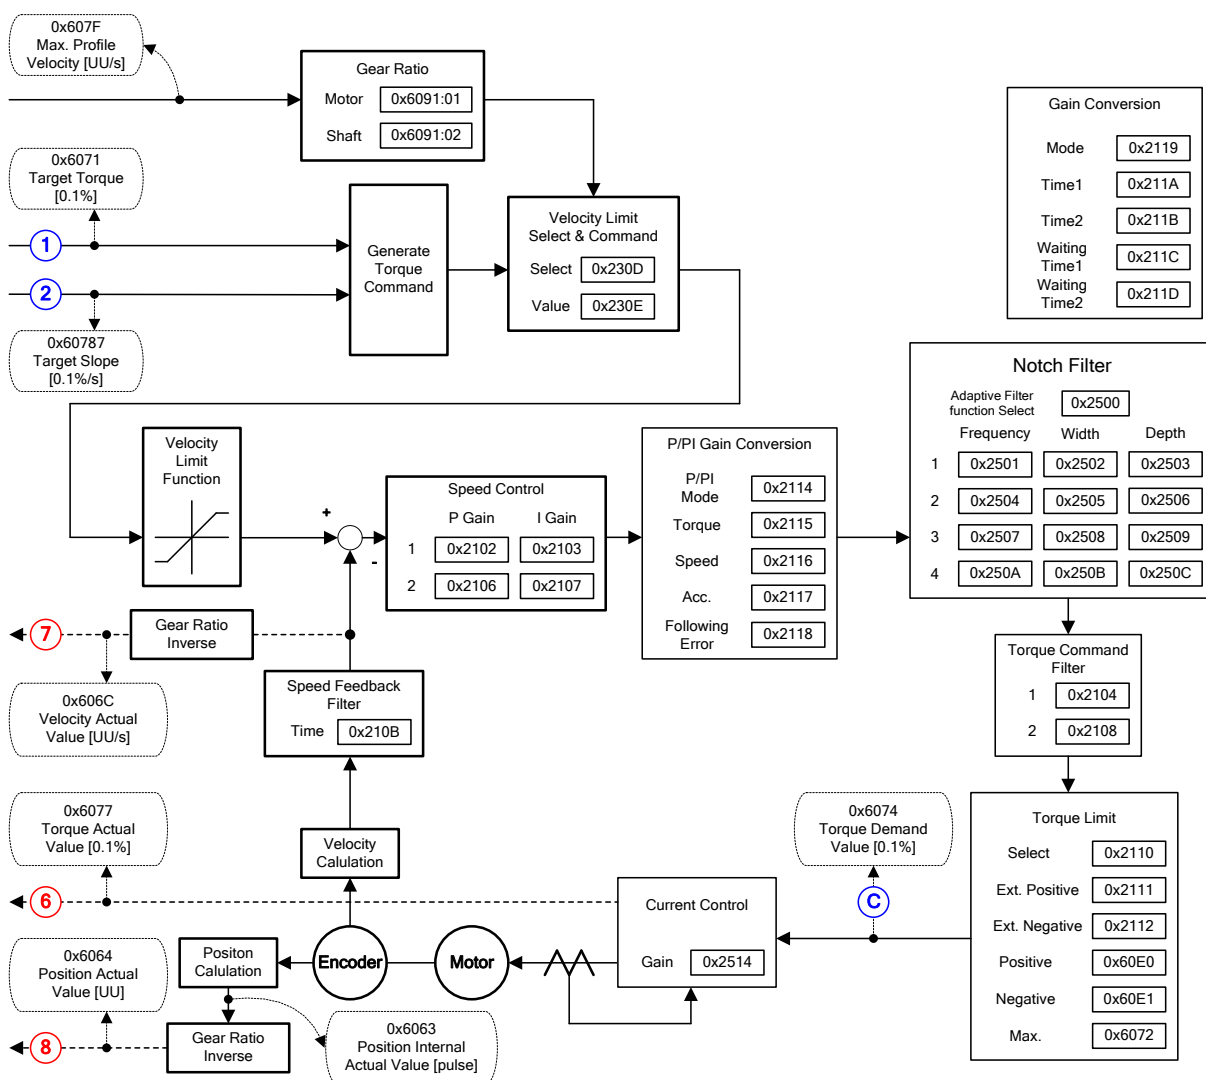 0x607F
Max. Profile
Velocity [UU/s]
Gear Ratio
Motor 0x6091:01
Shaft 0x6091:02
Gain Conversion
Mode 0x2119
Time1 0x211A
Time2 0x211B
Waiting
Time1 0x211C
Waiting
Time2 0x211D
0x6071
Target Torque
[0.1%]
1
2
0x60787
Target Slope
[0.1%/s]
Generate
Torque
Command
Velocity Limit
Select & Command
Select 0x230D
Value 0x230E
Notch Filter
Adaptive Filter
function Select 0x2500
Frequency Width Depth
1 0x2501 0x2502 0x2503
2 0x2504 0x2505 0x2506
3 0x2507 0x2508 0x2509
4 0x250A 0x250B 0x250C
Velocity
Limit
Function
+
-
Speed Control
P Gain I Gain
1 0x2102 0x2103
2 0x2106 0x2107
P/PI Gain Conversion
P/PI
Mode 0x2114
Torque 0x2115
Speed 0x2116
Acc. 0x2117
Following
Error 0x2118
7
Gear Ratio
Inverse
0x606C
Velocity Actual
Value [UU/s]
Speed Feedback
Filter
Time 0x210B
Torque Command
Filter
1 0x2104
2 0x2108
0x6077
Torque Actual
Value [0.1%]
Velocity
Calulation
0x6074
Torque Demand
Value [0.1%]
Torque Limit
Select 0x2110
Ext. Positive 0x2111
Ext. Negative 0x2112
Positive 0x60E0
Negative 0x60E1
Max. 0x6072
6
C
Current Control
Gain 0x2514
0x6064
Position Actual
Value [UU]
Positon
Calulation
Encoder
Motor
8
Gear Ratio
Inverse
0x6063
Position Internal
Actual Value [pulse]